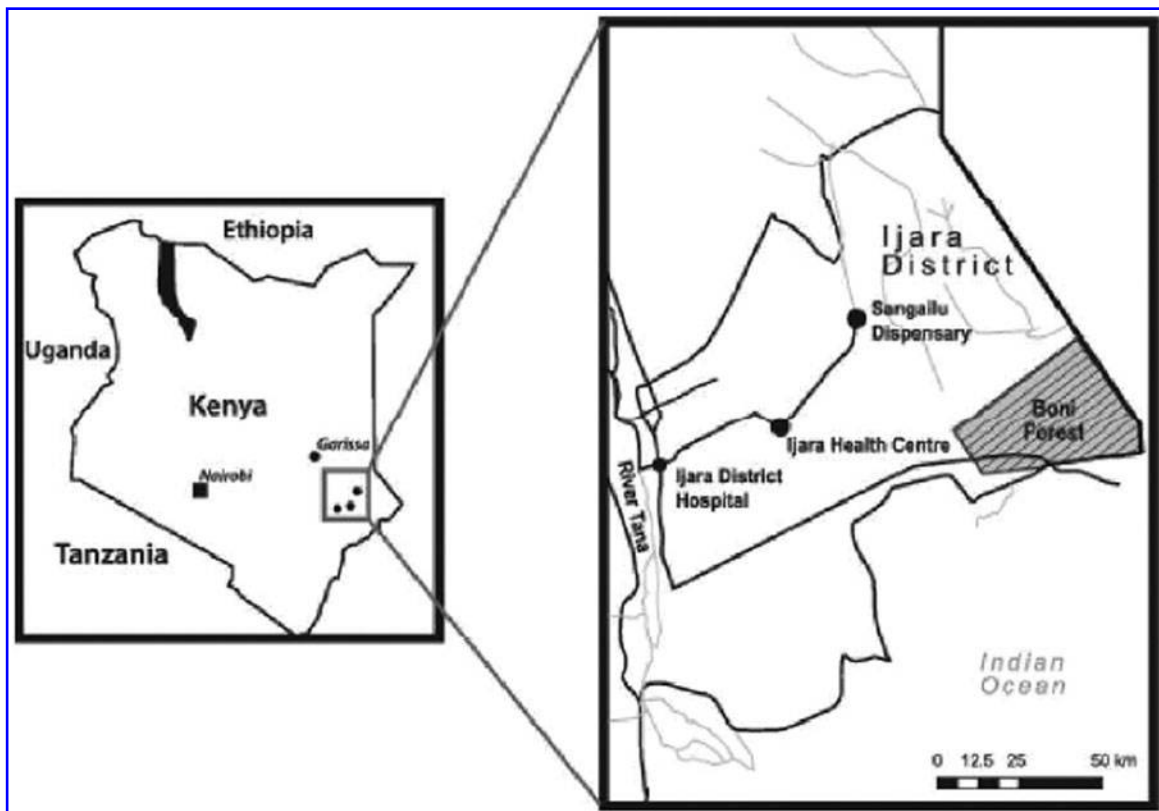 Ethiopia
Uganda
Kenya
Garissa
Nairobi
Tanzania
Ijara
District
Sangailu
Dispensary
Boni
Forest
Ijara Health Centre
Ijara District
Hospital
River Tana
Indian
Ocean
0 12.5 25 50 km